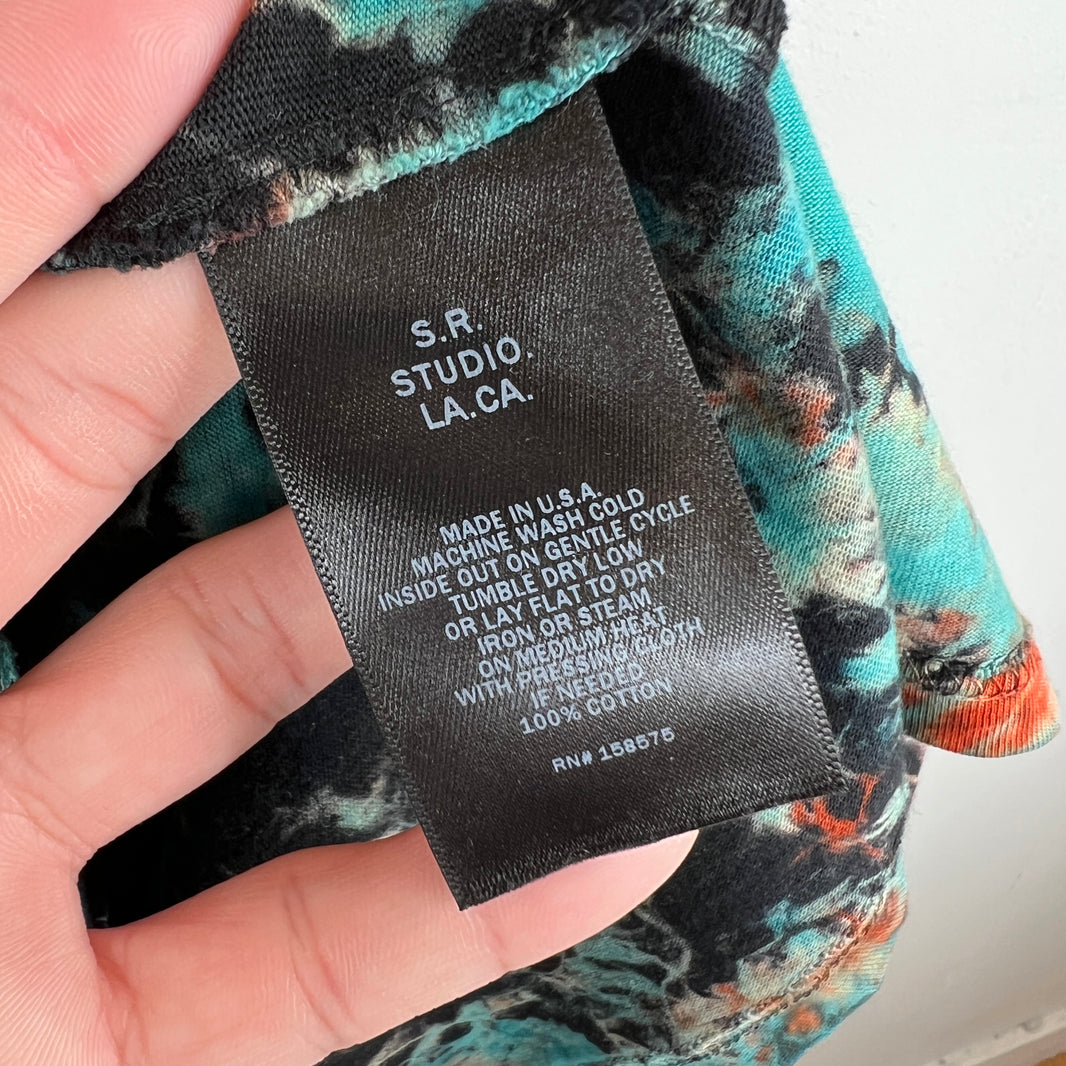 S.R.
STUDIO.
LA.CA.
MADE IN U.S.A.
MACHINE WASH COLD
INSIDE OUT ON GENTLE CYCLE
TUMBLE DRY LOW
OR LAY FLAT TO DRY
IRON OR STEAM
ON MEDIUM HEAT
WITH PRESSING CLOTH
IF NEEDED
100% COTTON
RN# 158575